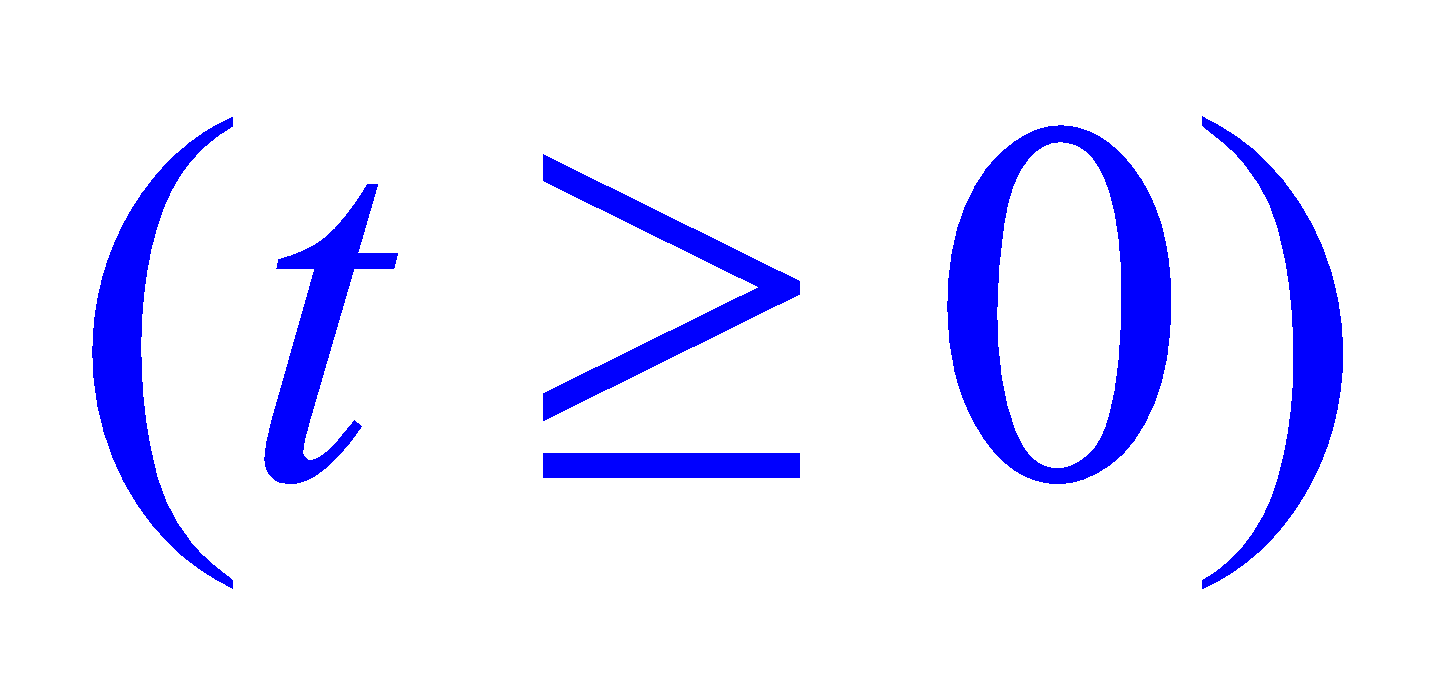 (t ≥ 0)